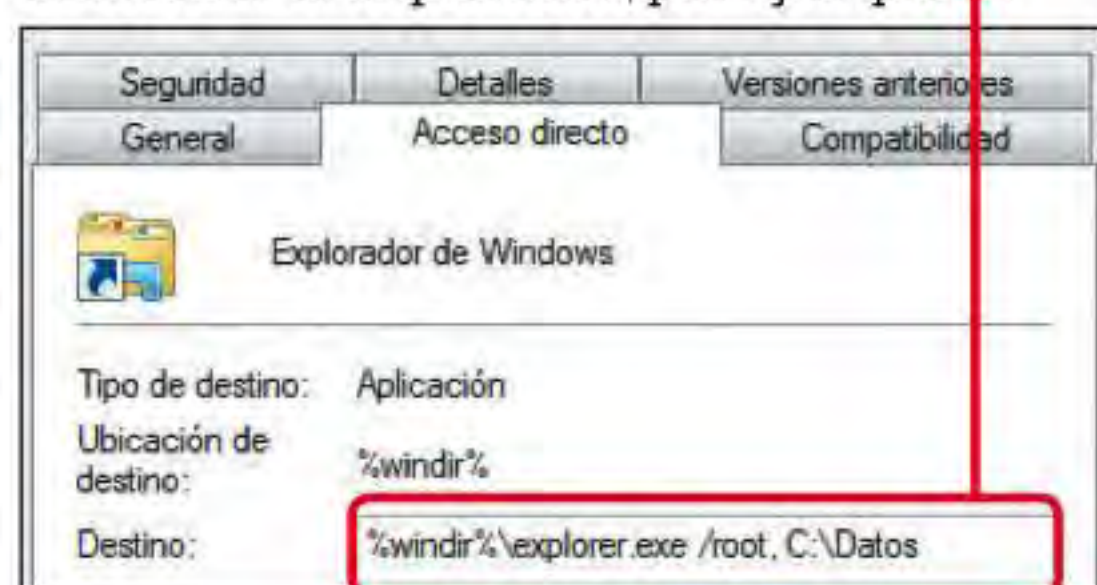 Seguridad Detalles Versiones anteriores
General Acceso directo Compatibilidad
Explorador de Windows
Tipo de destino: Aplicación
Ubicación de
destino: %windir%
Destino: %windir%\explorer.exe /root, C:\Datos